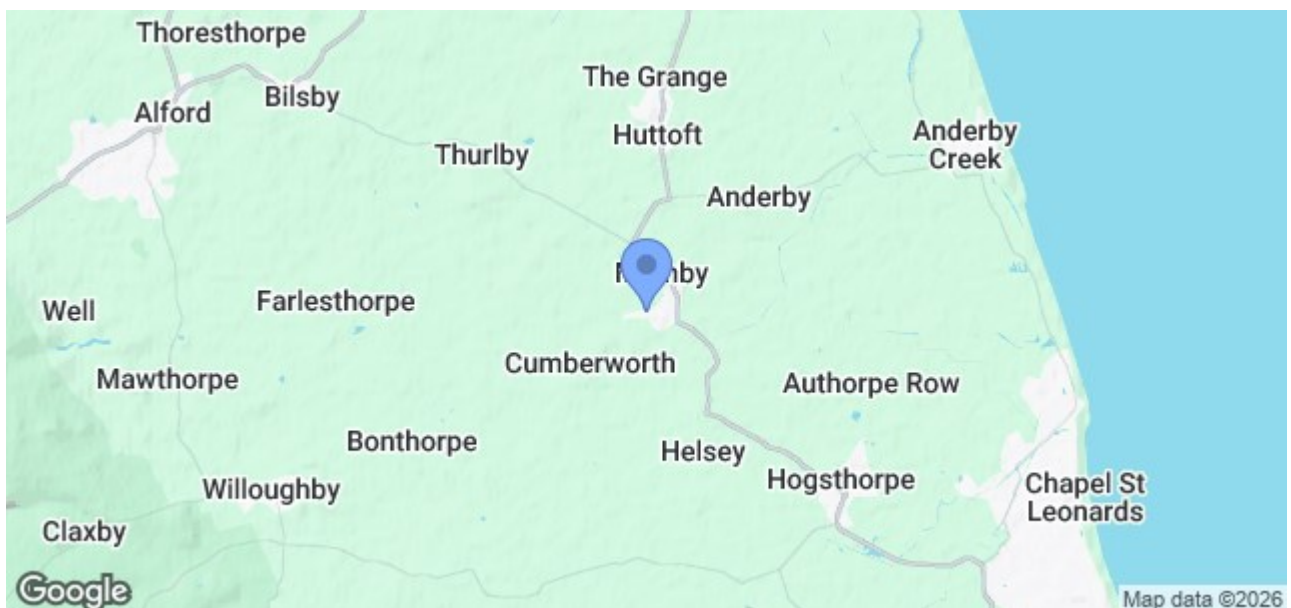 Thoresthorpe
The Grange
Bilsby
Alford
Huttoft
Anderby
Creek
Thurlby
Anderby
Farlesthorpe
Well
Cumberworth
Mawthorpe
Authorpe Row
Bonthorpe
Helsey
Hogsthorpe
Chapel St
Leonards
Willoughby
Claxby
Google
Map data ©2026